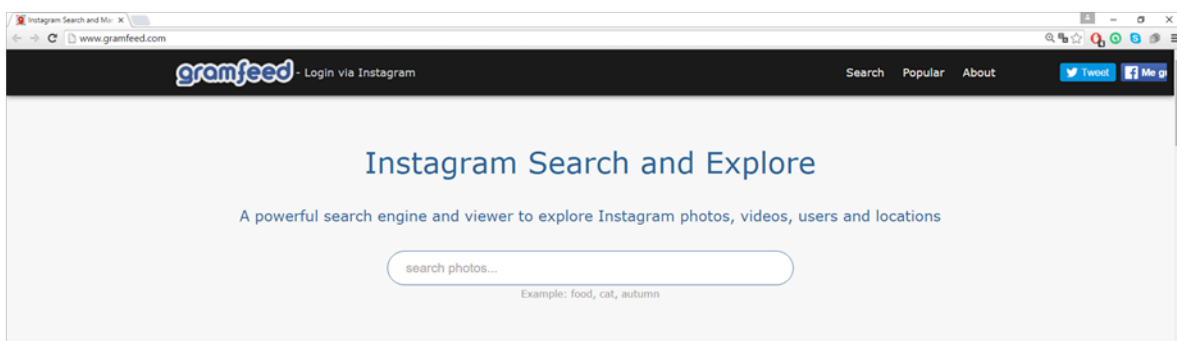 Instagram Search and Ma
www.gramfeed.com
gramfeed - Login via Instagram
Search Popular About
Tweet
Me g
Instagram Search and Explore
A powerful search engine and viewer to explore Instagram photos, videos, users and locations
search photos...
Example: food, cat, autumn